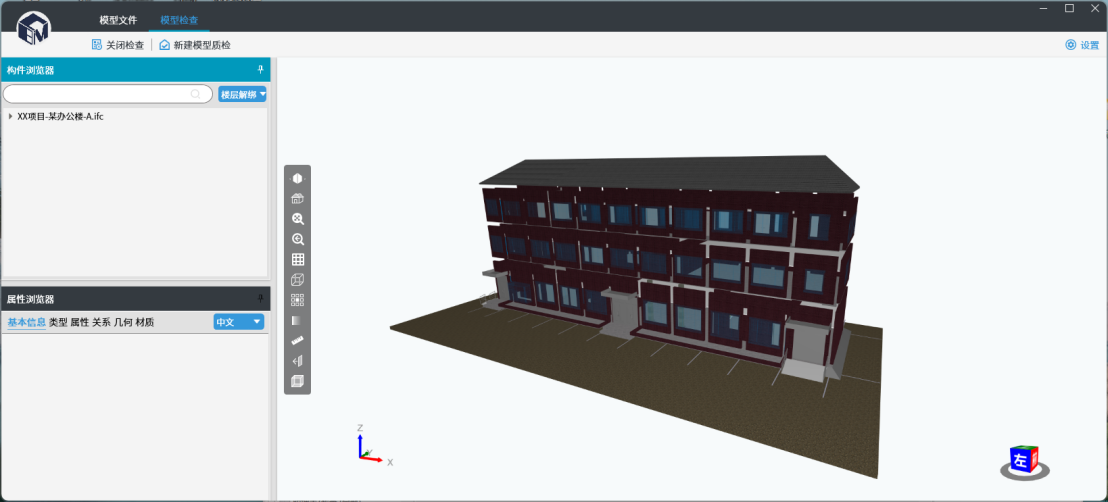 模型文件 模型检查
关闭检查 新建模型质检 设置
构件浏览器
楼层解绑
XX项目-某办公楼-A.ifc
属性浏览器
基本信息 类型 属性 关系 几何 材质 中文
Z
Y
X
左